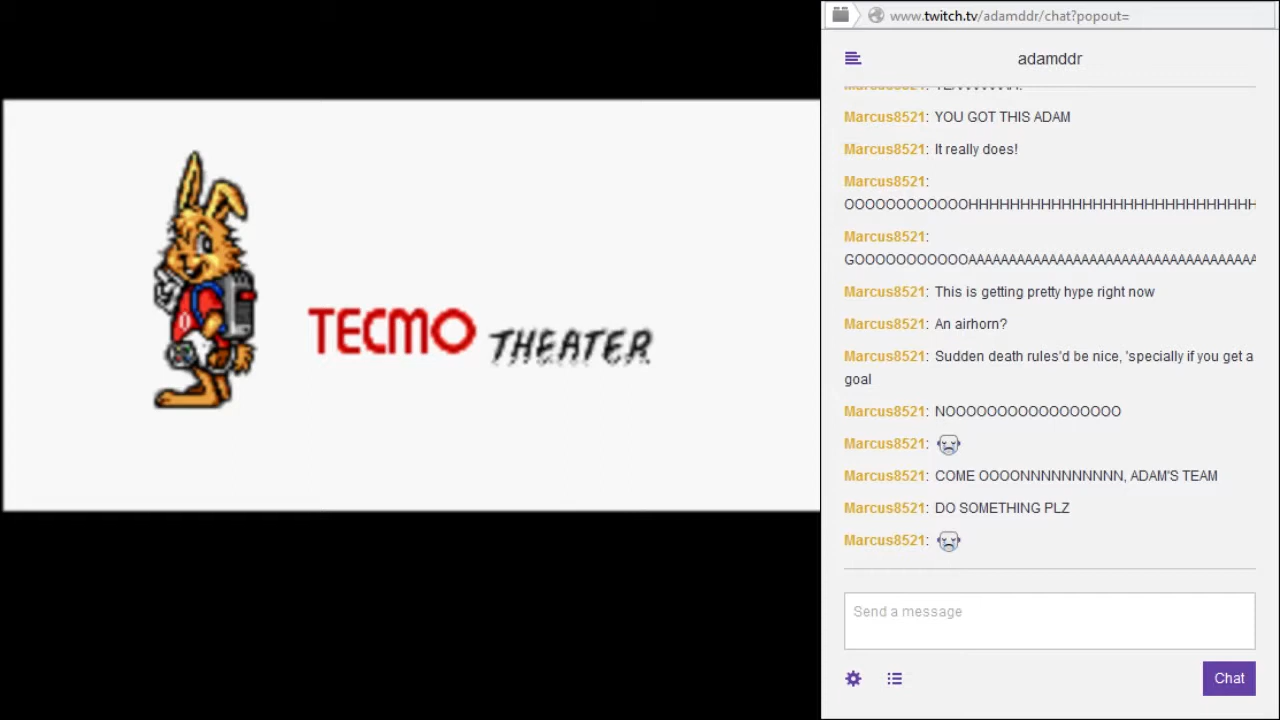 www.twitch.tv/adamddr/chat?popout=
adamddr
Marcus8521: YOU GOT THIS ADAM
Marcus8521: It really does!
Marcus8521:
OOOOOOOOOOOOHHHHHHHHHHHHHHHHHHHHHHHHHHHH
Marcus8521:
GOOOOOOOOOOOAAAAAAAAAAAAAAAAAAAAAAAAAAAAAAA
Marcus8521: This is getting pretty hype right now
Marcus8521: An airhorn?
Marcus8521: Sudden death rules'd be nice, 'specially if you get a
goal
Marcus8521: NOOOOOOOOOOOOOOOOO
Marcus8521:
Marcus8521: COME OOOONNNNNNNNNN, ADAM'S TEAM
Marcus8521: DO SOMETHING PLZ
Marcus8521:
Send a message
Chat
TECMO THEATER